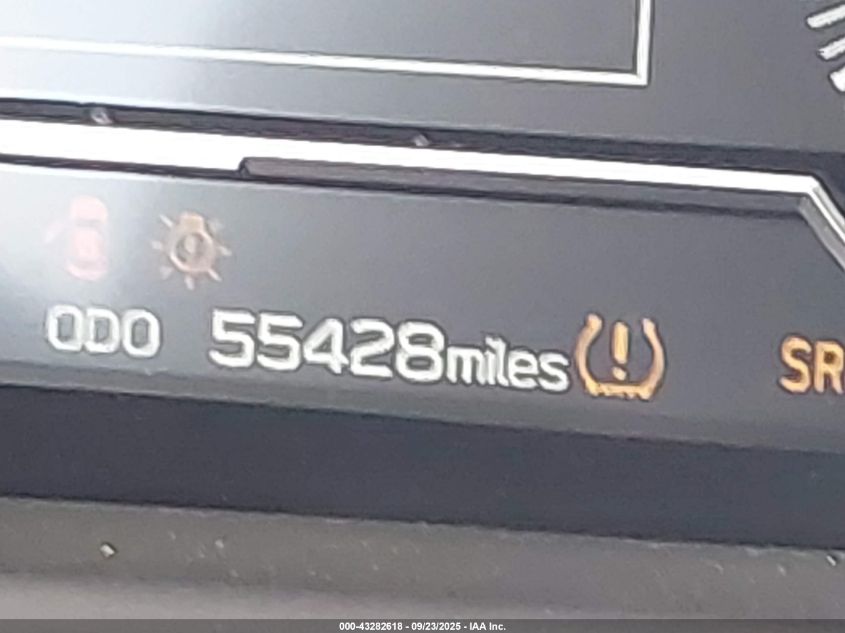 ODO 55428miles SR
000-43282618 - 09/23/2025 - IAA Inc.